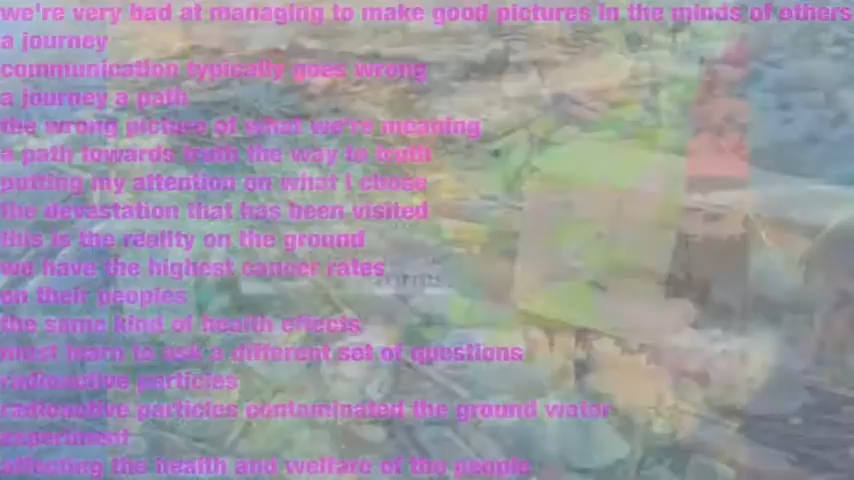 we're very bad at managing to make good pictures in the minds of others
a journey
communication typically goes wrong
a journey a path
the wrong picture of what we're meaning
a path towards truth the way to truth
putting my attention on what I chose
the devastation that has been visited
this is the reality on the ground
we have the highest cancer rates
on their peoples
the same kind of health effects
must learn to ask a different set of questions
radioactive particles
radioactive particles contaminated the ground water
experiment
affecting the health and welfare of the people